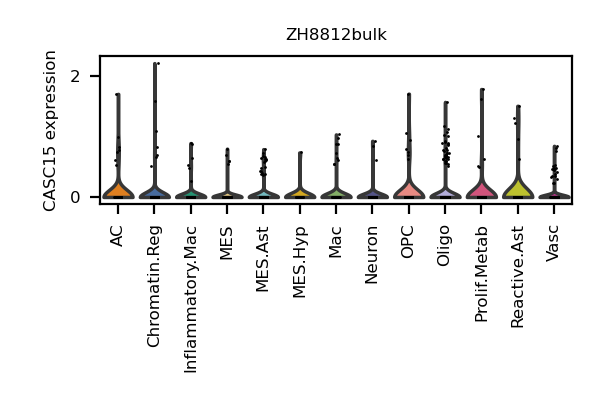 ZH8812bulk
CASC15 expression
2
0
AC
Chromatin.Reg
Inflammatory.Mac
MES
MES.Ast
MES.Hyp
Mac
Neuron
OPC
Oligo
Prolif.Metab
Reactive.Ast
Vasc